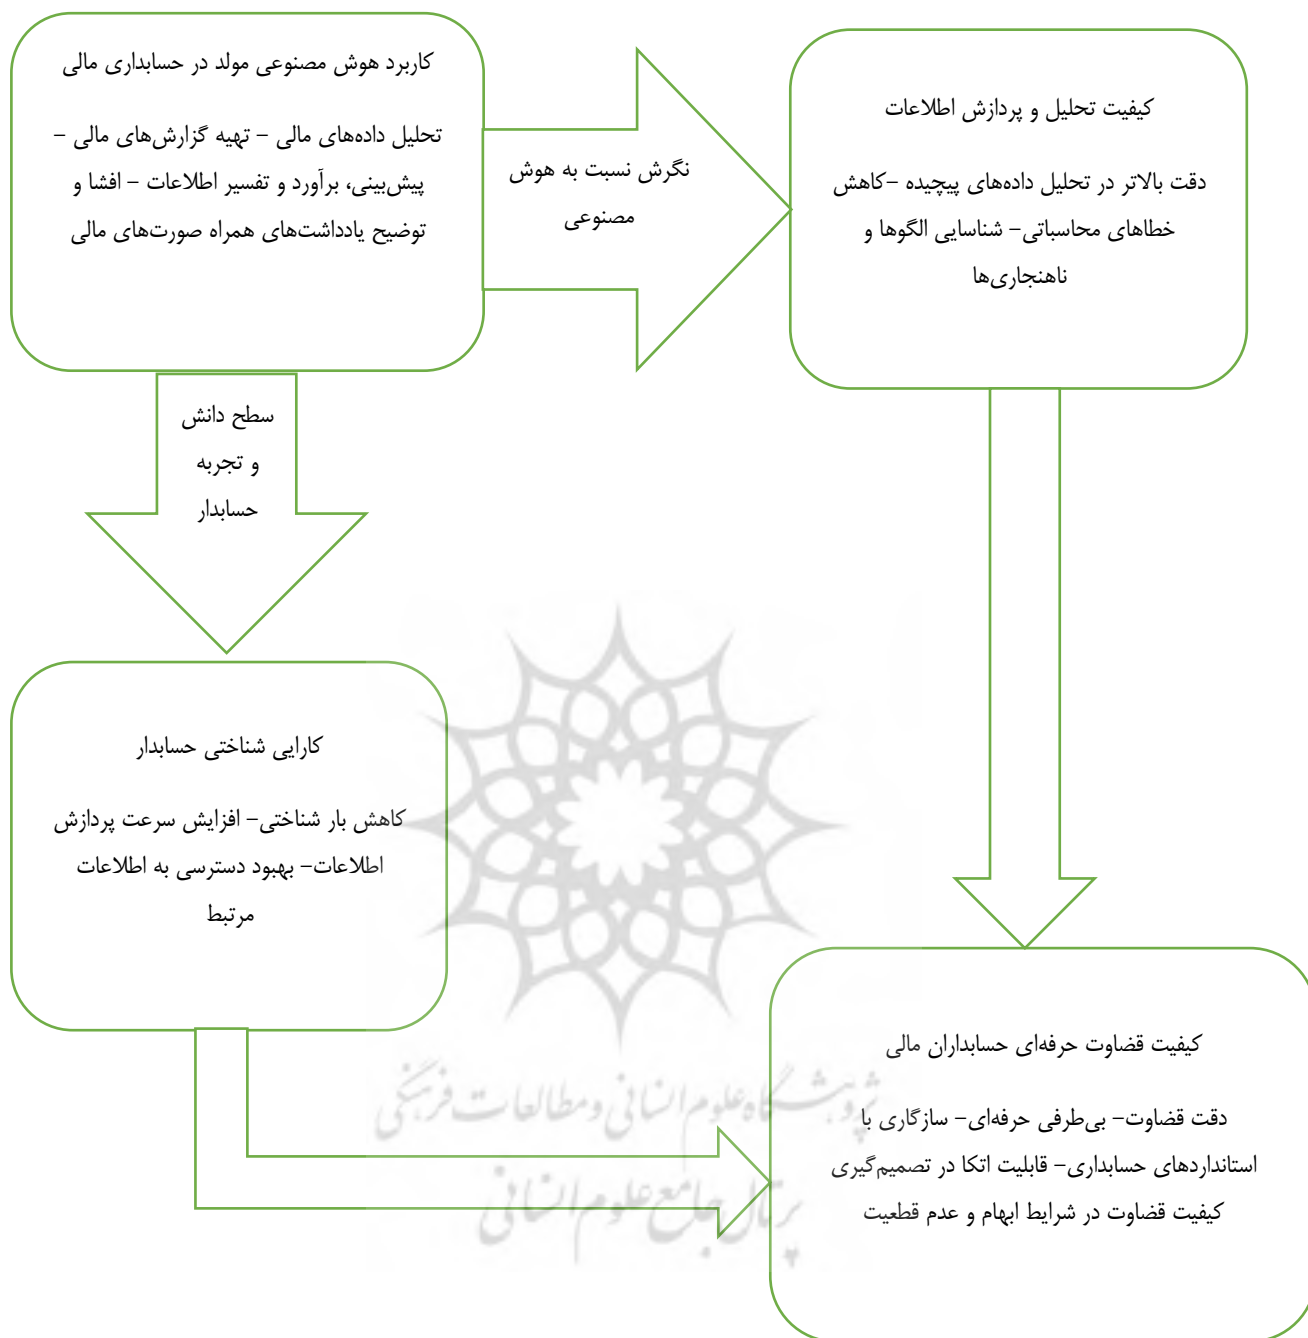 کاربرد هوش مصنوعی مولد در حسابداری مالی
تحلیل داده‌های مالی – تهیه گزارش‌های مالی –
پیش‌بینی، برآورد و تفسیر اطلاعات – افشا و
توضیح یادداشت‌های همراه صورت‌های مالی
نگرش نسبت به هوش
مصنوعی
کیفیت تحلیل و پردازش اطلاعات
دقت بالاتر در تحلیل داده‌های پیچیده –کاهش
خطاهای محاسباتی– شناسایی الگوها و
ناهنجاری‌ها
سطح دانش
و تجربه
حسابدار
کارایی شناختی حسابدار
کاهش بار شناختی– افزایش سرعت پردازش
اطلاعات– بهبود دسترسی به اطلاعات
مرتبط
کیفیت قضاوت حرفه‌ای حسابداران مالی
دقت قضاوت– بی‌طرفی حرفه‌ای– سازگاری با
استانداردهای حسابداری– قابلیت اتکا در تصمیم‌گیری
کیفیت قضاوت در شرایط ابهام و عدم قطعیت
پژوهشگاه علوم انسانی و مطالعات فرهنگی
پرتال جامع علوم انسانی